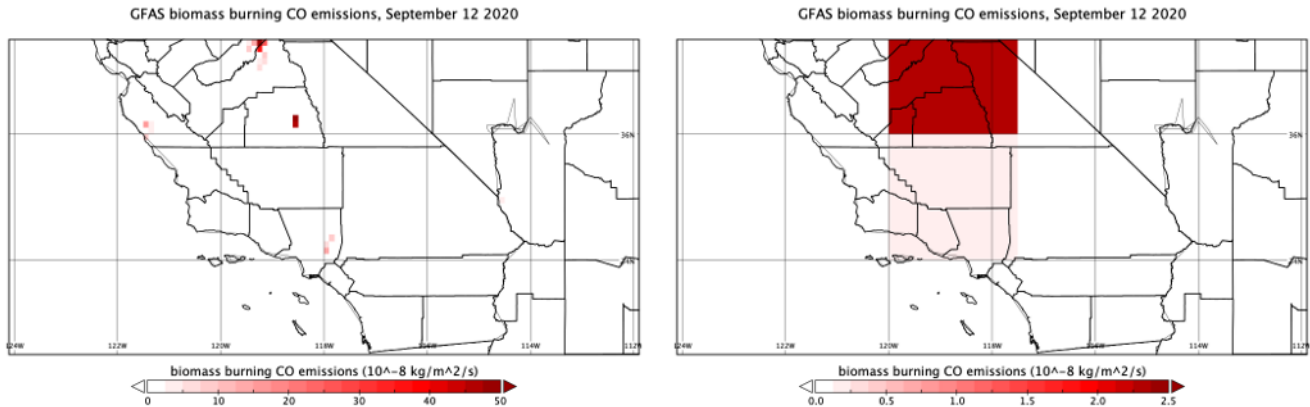 GFAS biomass burning CO emissions, September 12 2020
36N
124W 122W 120W 118W 114W 112W
biomass burning CO emissions (10^-8 kg/m^2/s)
0 10 20 30 40 50
GFAS biomass burning CO emissions, September 12 2020
36N
124W 122W 120W 118W 114W 112W
biomass burning CO emissions (10^-8 kg/m^2/s)
0.0 0.5 1.0 1.5 2.0 2.5